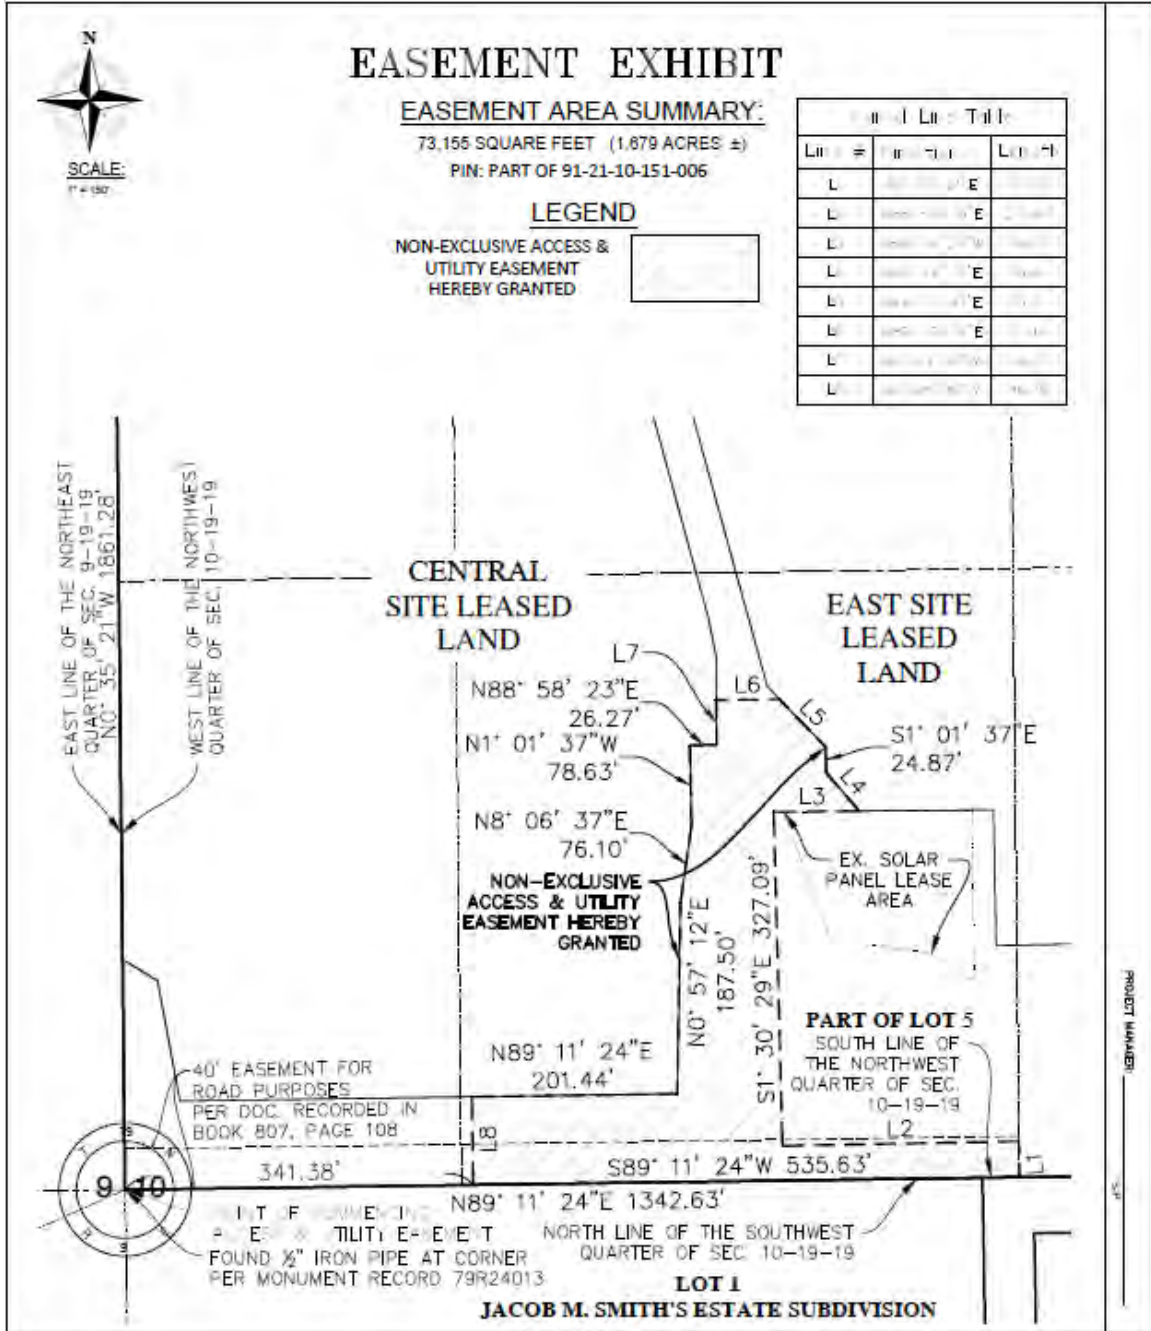 N
EASEMENT EXHIBIT
EASEMENT AREA SUMMARY:
73,155 SQUARE FEET (1.679 ACRES ±)
PIN: PART OF 91-21-10-151-006
SCALE:
LEGEND
NON-EXCLUSIVE ACCESS &
UTILITY EASEMENT
HEREBY GRANTED
Line #
E
E
E
E
E
EAST LINE OF THE NORTHEAST
QUARTER OF SEC. 9-19-19
N0° 35' 21" W 1861.28'
WEST LINE OF THE NORTHWEST
QUARTER OF SEC. 10-19-19
CENTRAL
SITE LEASED
LAND
EAST SITE
LEASED
LAND
L7
L6
L5
N88° 58' 23"E
26.27'
S1° 01' 37"E
24.87'
N1° 01' 37"W
78.63'
L4
L3
N8° 06' 37"E
76.10'
EX. SOLAR
PANEL LEASE
AREA
NON-EXCLUSIVE
ACCESS & UTILITY
EASEMENT HEREBY
GRANTED
N0° 57' 12"E
187.50'
S1° 30' 29"E 327.09'
PART OF LOT 5
SOUTH LINE OF
THE NORTHWEST
QUARTER OF SEC.
10-19-19
N89° 11' 24"E
201.44'
40' EASEMENT FOR
ROAD PURPOSES
PER DOC. RECORDED IN
BOOK 807, PAGE 108
L8
L2
L1
9
10
341.38'
S89° 11' 24"W 535.63'
N89° 11' 24"E 1342.63'
POINT OF COMMENCING
ACCESS & UTILITY EASEMENT
FOUND ½" IRON PIPE AT CORNER
PER MONUMENT RECORD 79R24013
NORTH LINE OF THE SOUTHWEST
QUARTER OF SEC 10-19-19
LOT 1
JACOB M. SMITH'S ESTATE SUBDIVISION
PROJECT MANAGER: